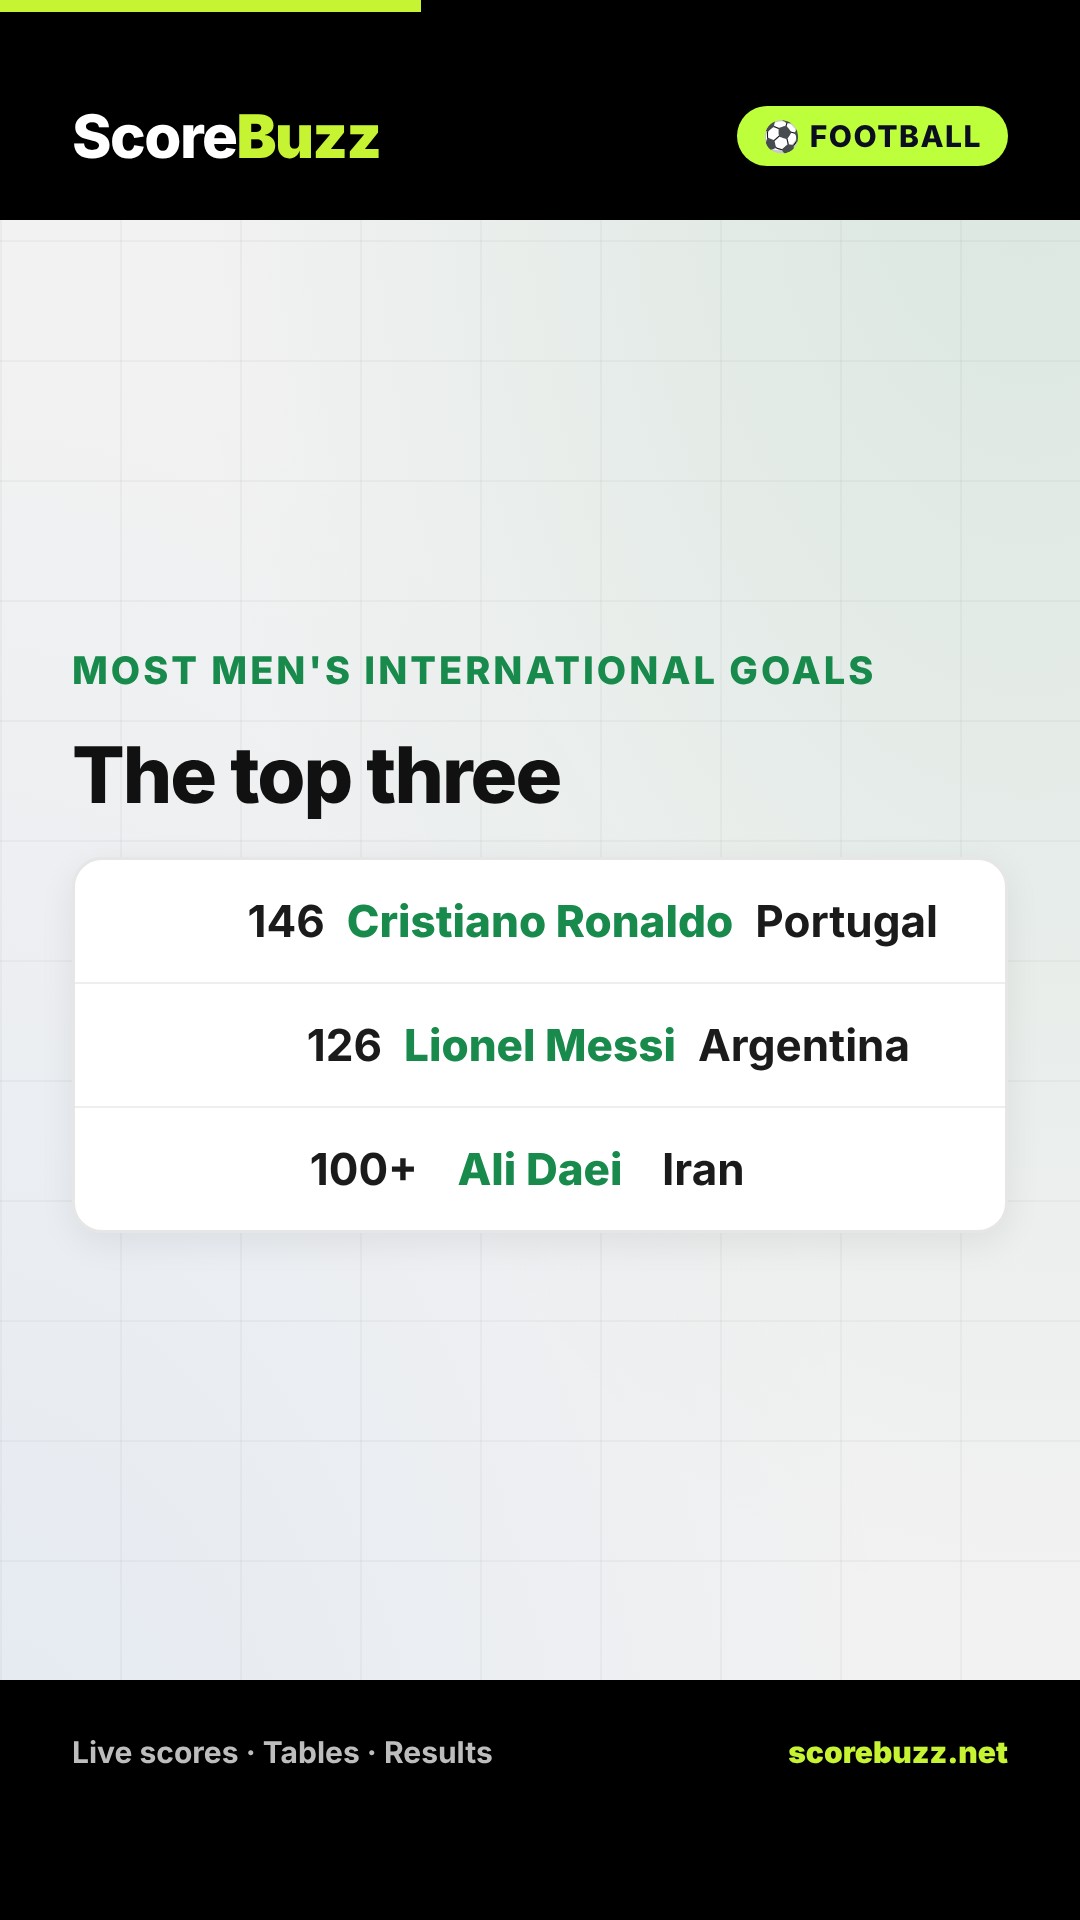 ScoreBuzz
⚽ FOOTBALL
MOST MEN'S INTERNATIONAL GOALS
The top three
146 Cristiano Ronaldo Portugal
126 Lionel Messi Argentina
100+ Ali Daei Iran
Live scores · Tables · Results
scorebuzz.net